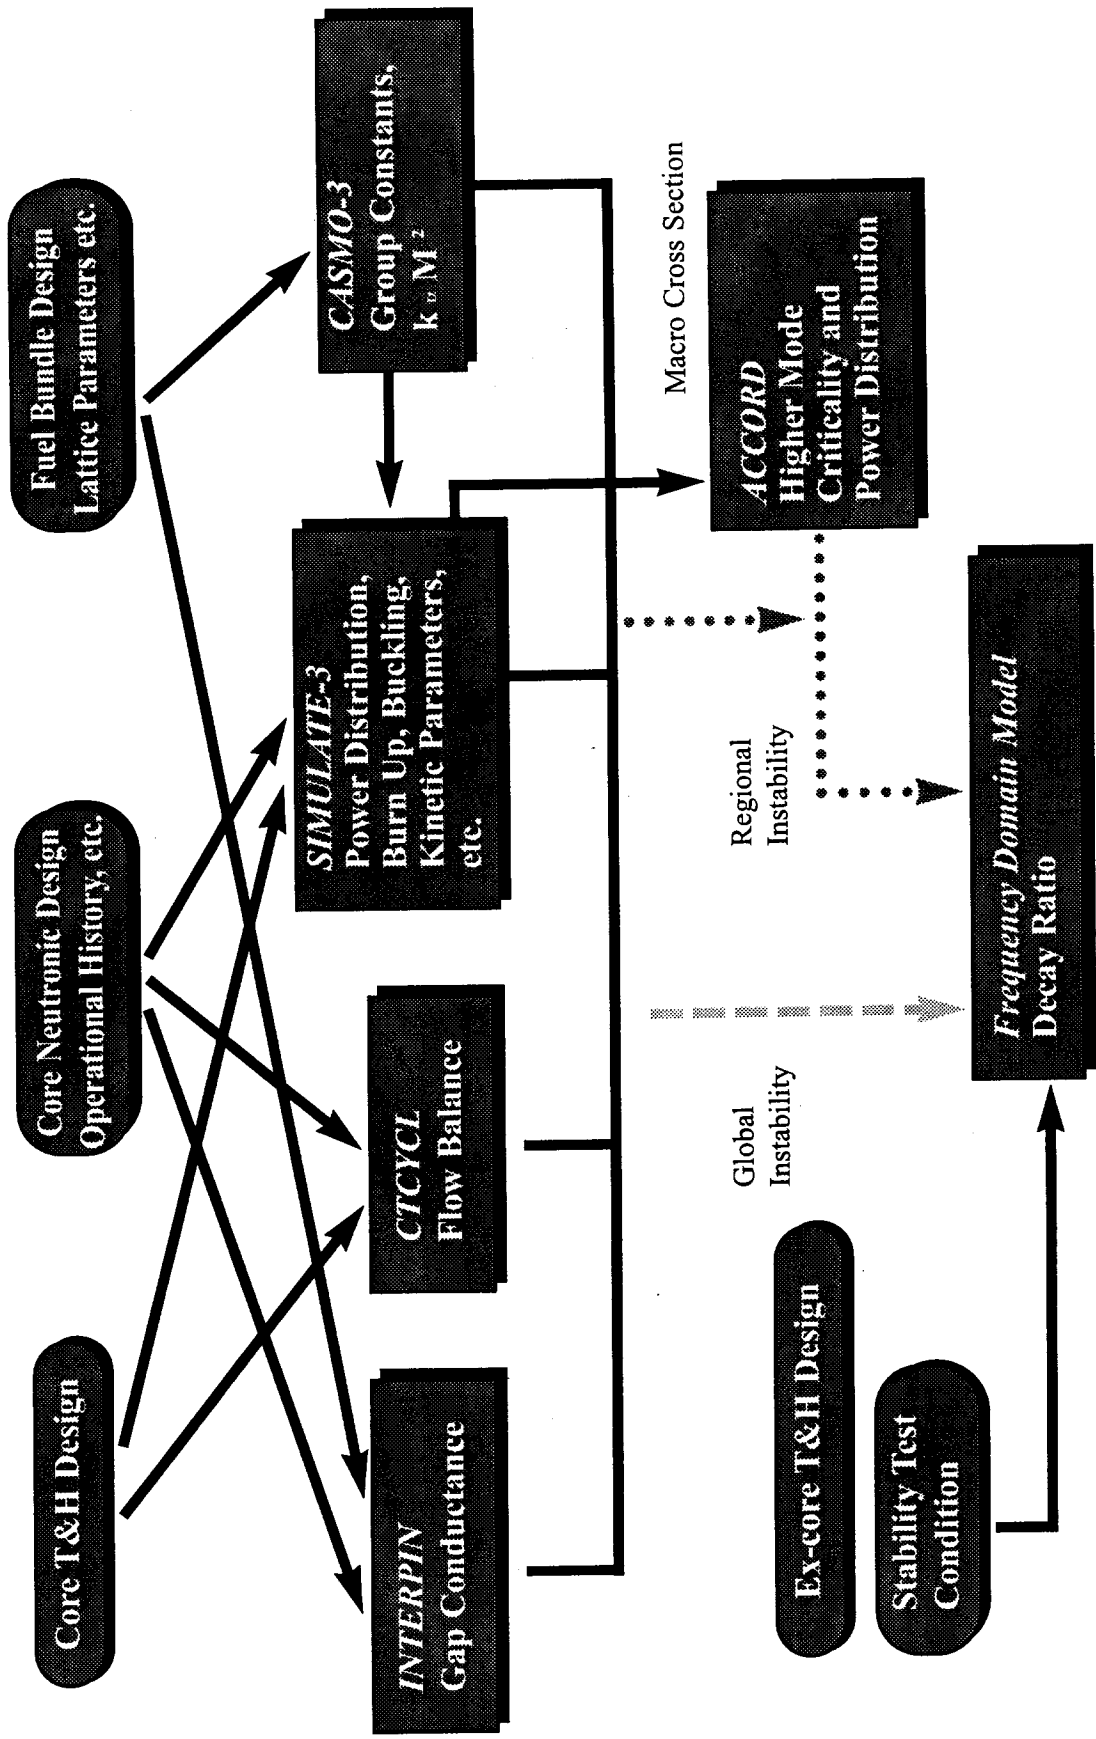 Core T&H Design
Core Neutronic Design
Operational History, etc.
Fuel Bundle Design
Lattice Parameters etc.
INTERPIN
Gap Conductance
CTCYCL
Flow Balance
SIMULATE-3
Power Distribution,
Burn Up, Buckling,
Kinetic Parameters,
etc.
CASMO-3
Group Constants,
k M²
Macro Cross Section
ACCORD
Higher Mode
Criticality and
Power Distribution
Global
Instability
Regional
Instability
Ex-core T&H Design
Stability Test
Condition
Frequency Domain Model
Decay Ratio